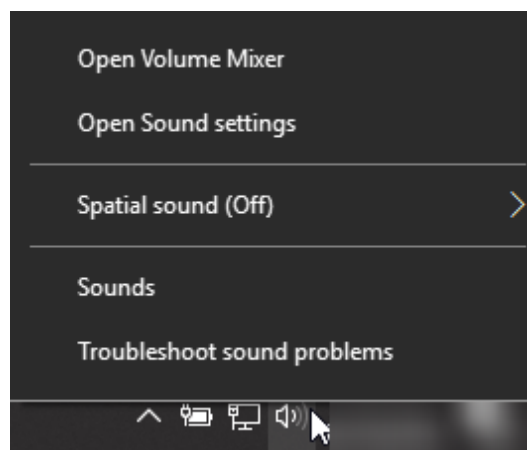 Open Volume Mixer
Open Sound settings
Spatial sound (Off)
Sounds
Troubleshoot sound problems